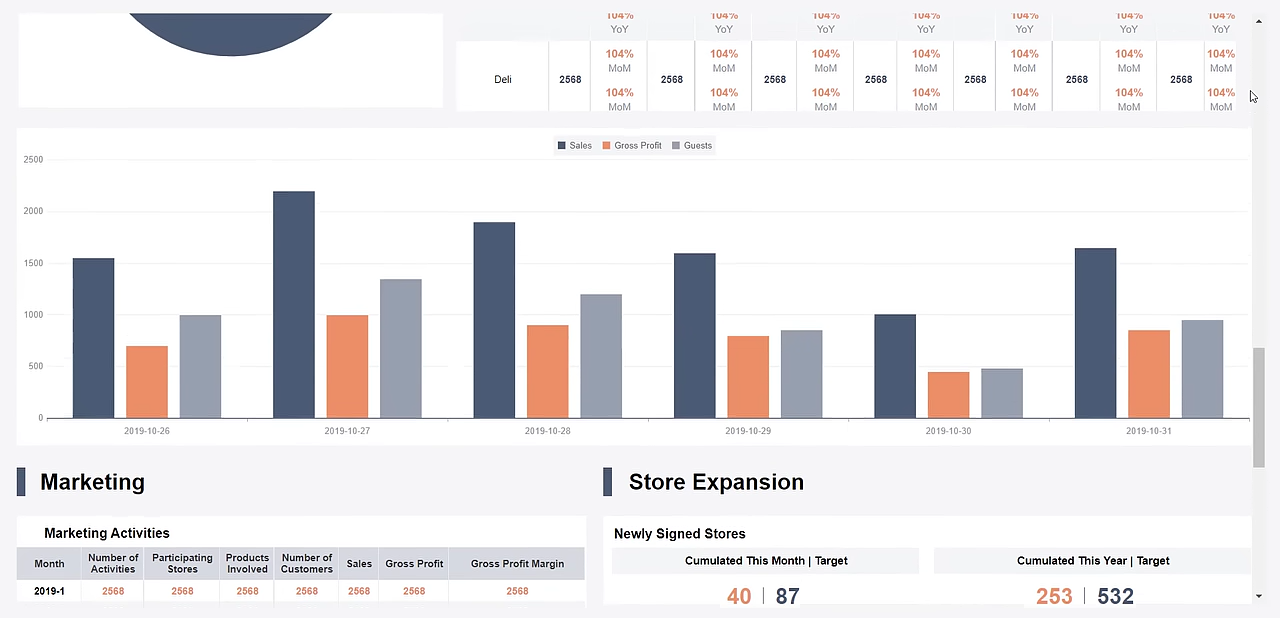 104% 104% 104% 104% 104% 104% 104%
YoY YoY YoY YoY YoY YoY YoY
104% 104% 104% 104% 104% 104% 104%
MoM MoM MoM MoM MoM MoM MoM
Deli 2568 2568 2568 2568 2568 2568 2568
104% 104% 104% 104% 104% 104% 104%
MoM MoM MoM MoM MoM MoM MoM
Sales Gross Profit Guests
2500
2000
1500
1000
500
0
2019-10-26 2019-10-27 2019-10-28 2019-10-29 2019-10-30 2019-10-31
Marketing
Marketing Activities
Month Number of Activities Participating Stores Products Involved Number of Customers Sales Gross Profit Gross Profit Margin
2019-1 2568 2568 2568 2568 2568 2568 2568
Store Expansion
Newly Signed Stores
Cumulated This Month | Target Cumulated This Year | Target
40 | 87 253 | 532